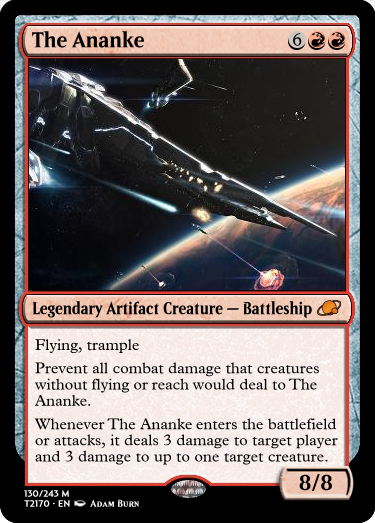 The Ananke 6
Legendary Artifact Creature — Battleship
Flying, trample
Prevent all combat damage that creatures
without flying or reach would deal to The
Ananke.
Whenever The Ananke enters the battlefield
or attacks, it deals 3 damage to target player
and 3 damage to up to one target creature.
8/8
130/243 M
T2170 • EN Adam Burn